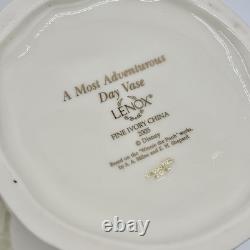 A Most Adventurous
Day Vase
LENOX®
FINE IVORY CHINA
2005
© Disney
Based on the "Winnie the Pooh" works,
by A. A. Milne and E. H. Shepard.